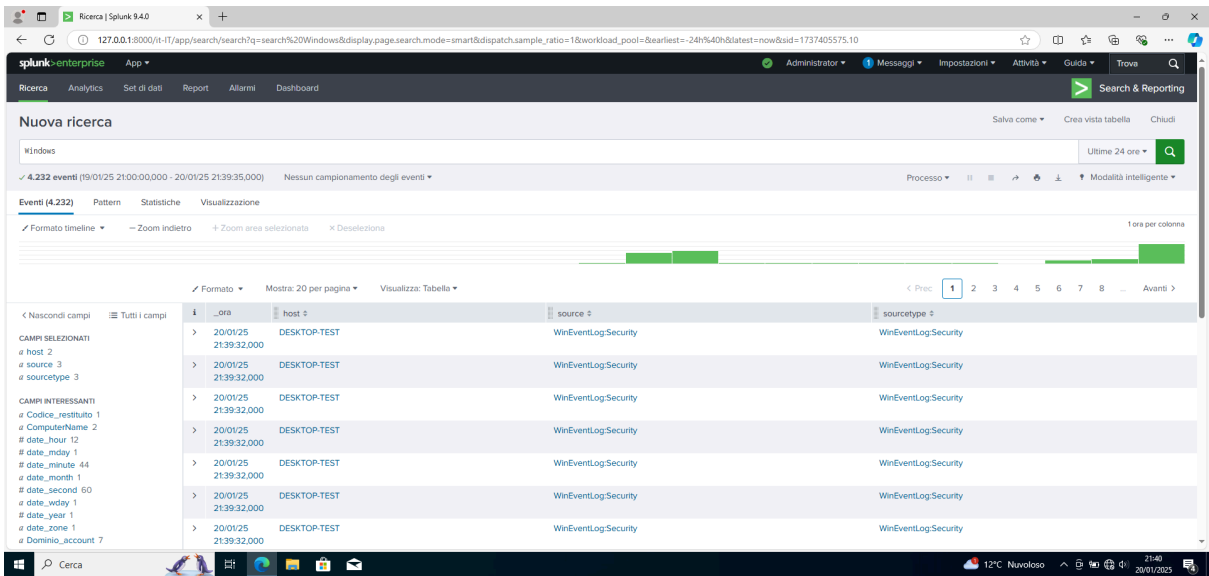 Ricerca | Splunk 9.4.0
127.0.0.1:8000/it-IT/app/search/search?q=search%20Windows&display.page.search.mode=smart&dispatch.sample_ratio=1&workload_pool=&earliest=-24h%40h&latest=now&sid=1737405575.10
splunk>enterprise App Administrator 1 Messaggi Impostazioni Attività Guida Trova
Ricerca Analytics Set di dati Report Allarmi Dashboard Search & Reporting
Nuova ricerca Salva come Crea vista tabella Chiudi
Windows Ultime 24 ore
4.232 eventi (19/01/25 21:00:00,000 - 20/01/25 21:39:35,000) Nessun campionamento degli eventi Processo Modalità intelligente
Eventi (4.232) Pattern Statistiche Visualizzazione
Formato timeline — Zoom indietro + Zoom area selezionata × Deseleziona 1 ora per colonna
Formato Mostra: 20 per pagina Visualizza: Tabella < Prec 1 2 3 4 5 6 7 8 ... Avanti >
< Nascondi campi Tutti i campi i _ora host source sourcetype
CAMPI SELEZIONATI
a host 2
a source 3
a sourcetype 3
CAMPI INTERESSANTI
a Codice_restituito 1
a ComputerName 2
# date_hour 12
# date_mday 1
# date_minute 44
a date_month 1
# date_second 60
a date_wday 1
# date_year 1
a date_zone 1
a Dominio_account 7
> 20/01/25 DESKTOP-TEST WinEventLog:Security WinEventLog:Security
21:39:32,000
> 20/01/25 DESKTOP-TEST WinEventLog:Security WinEventLog:Security
21:39:32,000
> 20/01/25 DESKTOP-TEST WinEventLog:Security WinEventLog:Security
21:39:32,000
> 20/01/25 DESKTOP-TEST WinEventLog:Security WinEventLog:Security
21:39:32,000
> 20/01/25 DESKTOP-TEST WinEventLog:Security WinEventLog:Security
21:39:32,000
> 20/01/25 DESKTOP-TEST WinEventLog:Security WinEventLog:Security
21:39:32,000
> 20/01/25 DESKTOP-TEST WinEventLog:Security WinEventLog:Security
21:39:32,000
Cerca 12°C Nuvoloso 21:40
20/01/2025 4